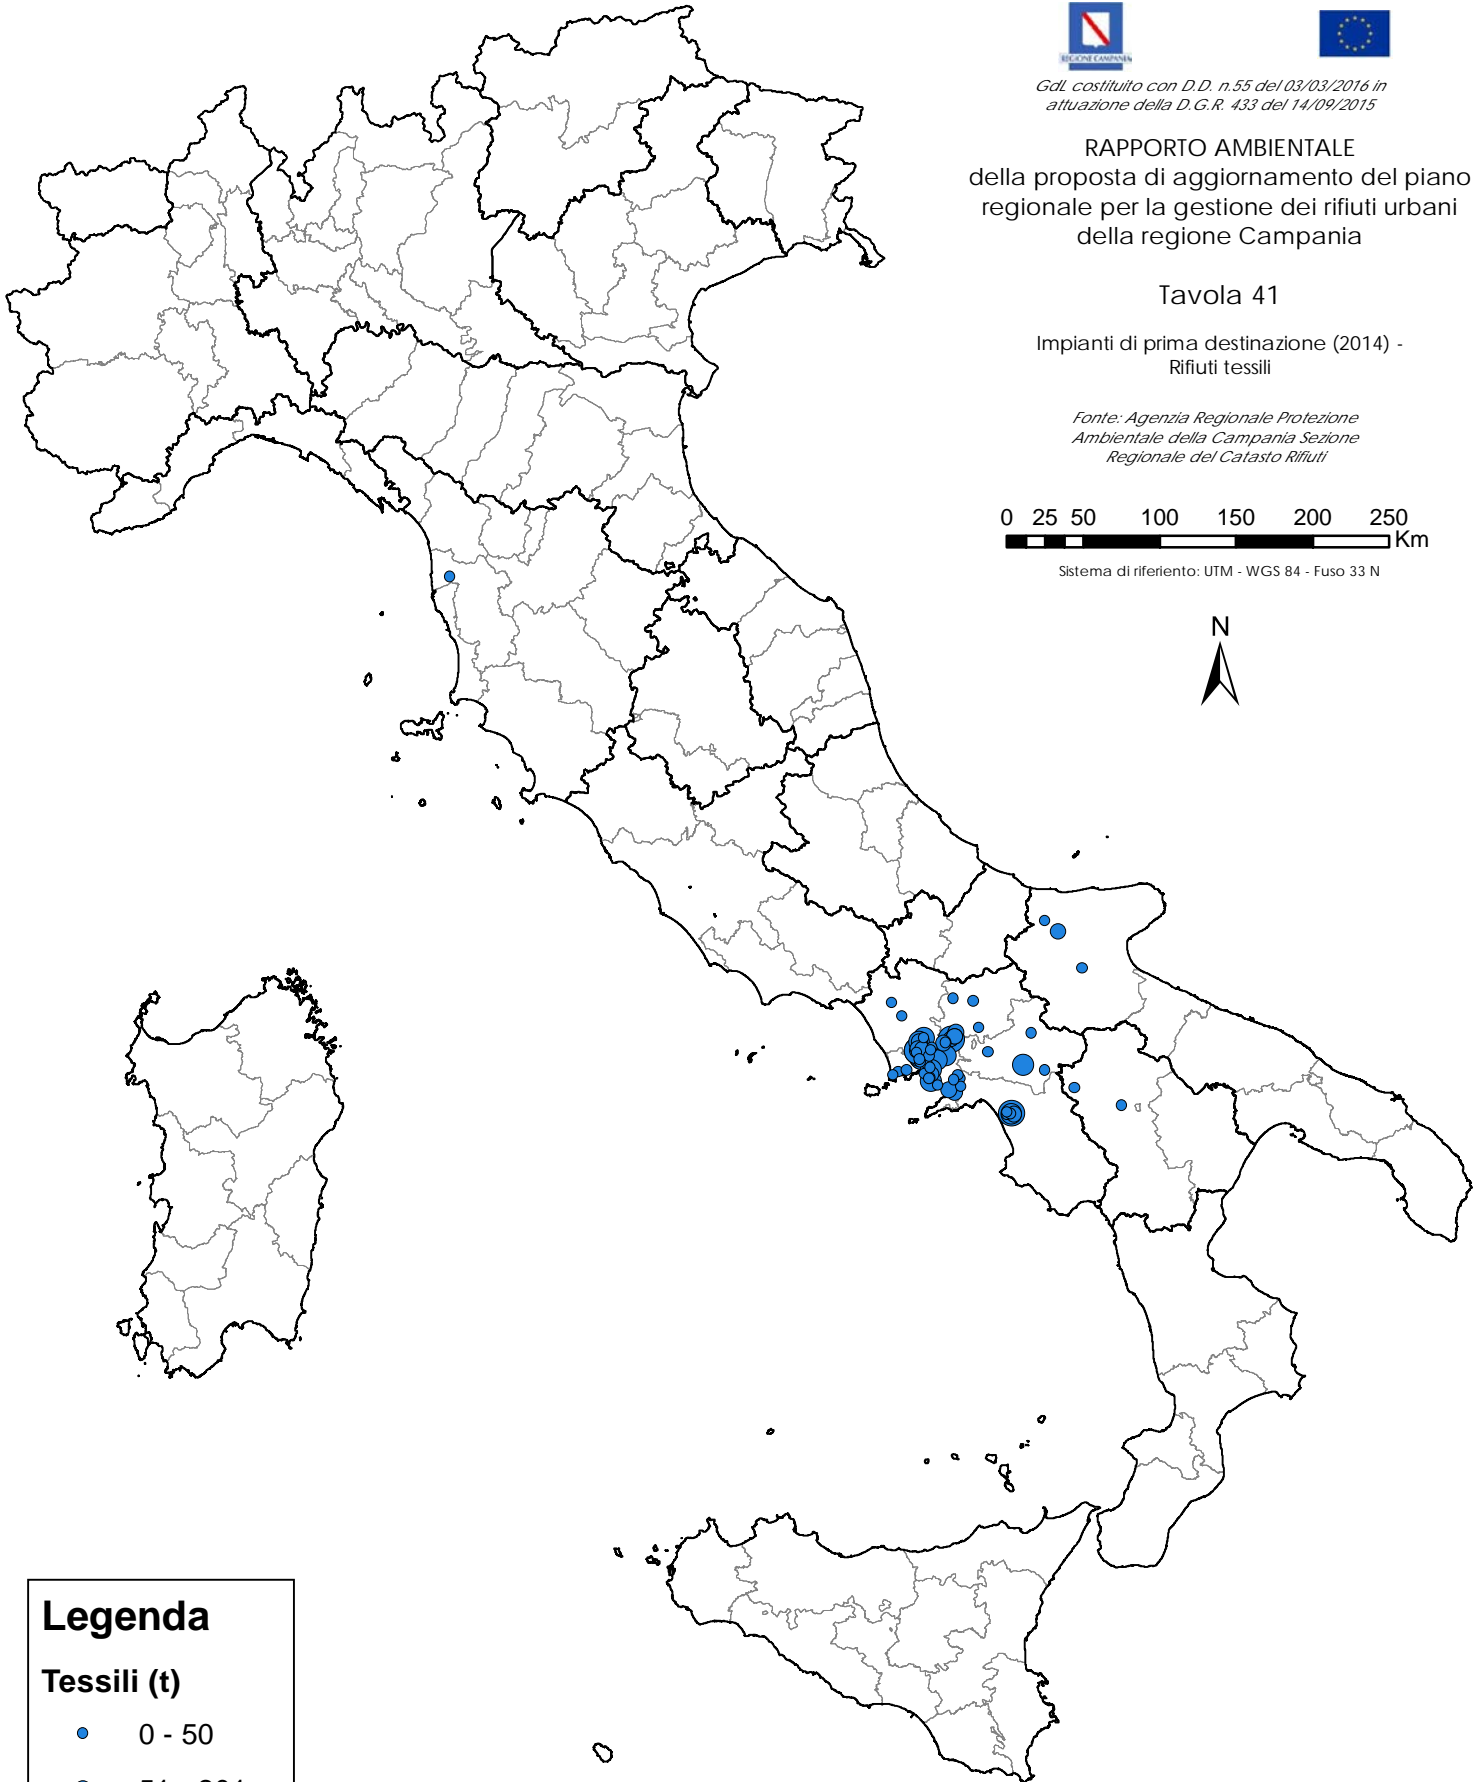 REGIONE CAMPANIA
GdL costituito con D.D. n.55 del 03/03/2016 in
attuazione della D.G.R. 433 del 14/09/2015
RAPPORTO AMBIENTALE
della proposta di aggiornamento del piano
regionale per la gestione dei rifiuti urbani
della regione Campania
Tavola 41
Impianti di prima destinazione (2014) -
Rifiuti tessili
Fonte: Agenzia Regionale Protezione
Ambientale della Campania Sezione
Regionale del Catasto Rifiuti
0 25 50 100 150 200 250
Km
Sistema di riferiento: UTM - WGS 84 - Fuso 33 N
N
Legenda
Tessili (t)
0 - 50